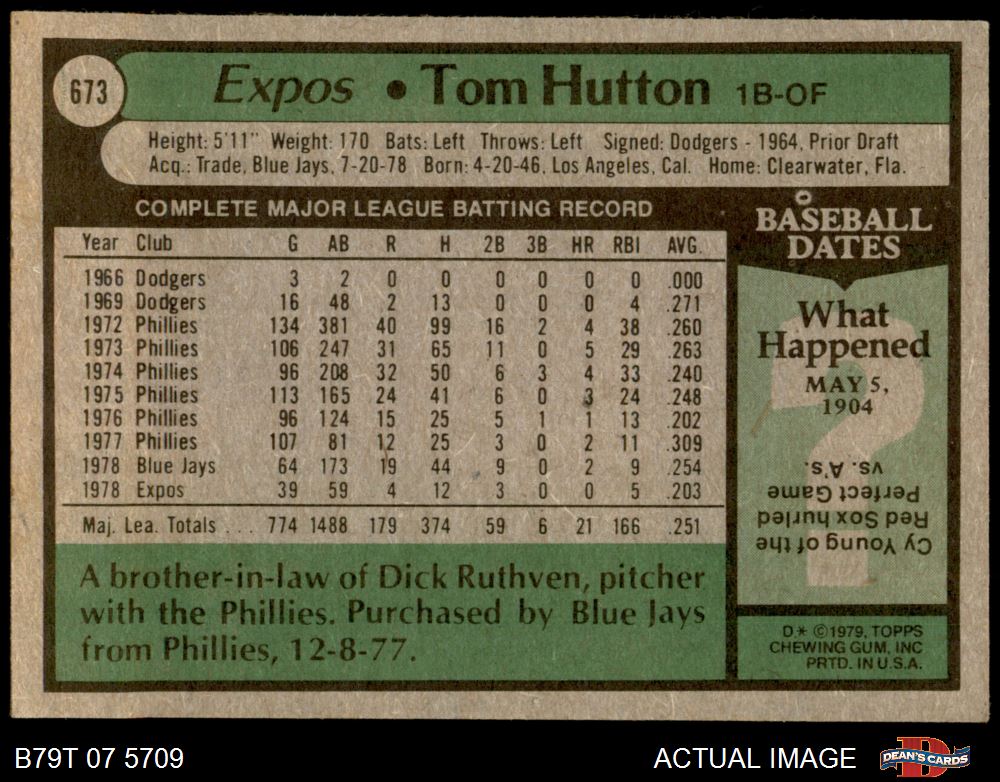 673
Expos • Tom Hutton 1B-OF
Height: 5'11" Weight: 170 Bats: Left Throws: Left Signed: Dodgers - 1964, Prior Draft
Acq.: Trade, Blue Jays, 7-20-78 Born: 4-20-46, Los Angeles, Cal. Home: Clearwater, Fla.
COMPLETE MAJOR LEAGUE BATTING RECORD
Year Club G AB R H 2B 3B HR RBI AVG.
1966 Dodgers 3 2 0 0 0 0 0 0 .000
1969 Dodgers 16 48 2 13 0 0 0 4 .271
1972 Phillies 134 381 40 99 16 2 4 38 .260
1973 Phillies 106 247 31 65 11 0 5 29 .263
1974 Phillies 96 208 32 50 6 3 4 33 .240
1975 Phillies 113 165 24 41 6 0 3 24 .248
1976 Phillies 96 124 15 25 5 1 1 13 .202
1977 Phillies 107 81 12 25 3 0 2 11 .309
1978 Blue Jays 64 173 19 44 9 0 2 9 .254
1978 Expos 39 59 4 12 3 0 0 5 .203
Maj. Lea. Totals . . . 774 1488 179 374 59 6 21 166 .251
A brother-in-law of Dick Ruthven, pitcher
with the Phillies. Purchased by Blue Jays
from Phillies, 12-8-77.
BASEBALL
DATES
What
Happened
MAY 5,
1904
?
Cy Young of the
Red Sox hurled
Perfect Game
vs. A's.
D* ©1979, TOPPS
CHEWING GUM, INC
PRTD. IN U.S.A.
B79T 07 5709
ACTUAL IMAGE
D
DEAN'S CARDS